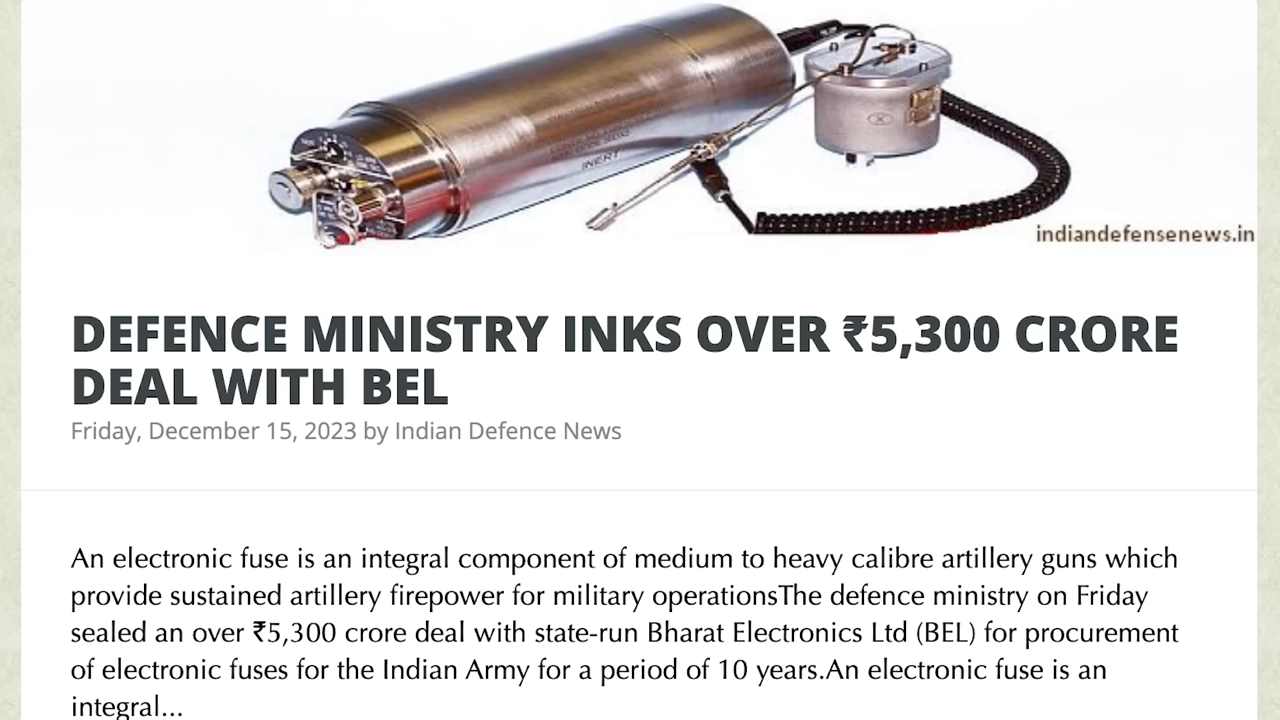 INERT
indiandefensenews.in
DEFENCE MINISTRY INKS OVER ₹5,300 CRORE
DEAL WITH BEL
Friday, December 15, 2023 by Indian Defence News
An electronic fuse is an integral component of medium to heavy calibre artillery guns which
provide sustained artillery firepower for military operationsThe defence ministry on Friday
sealed an over ₹5,300 crore deal with state-run Bharat Electronics Ltd (BEL) for procurement
of electronic fuses for the Indian Army for a period of 10 years.An electronic fuse is an
integral...